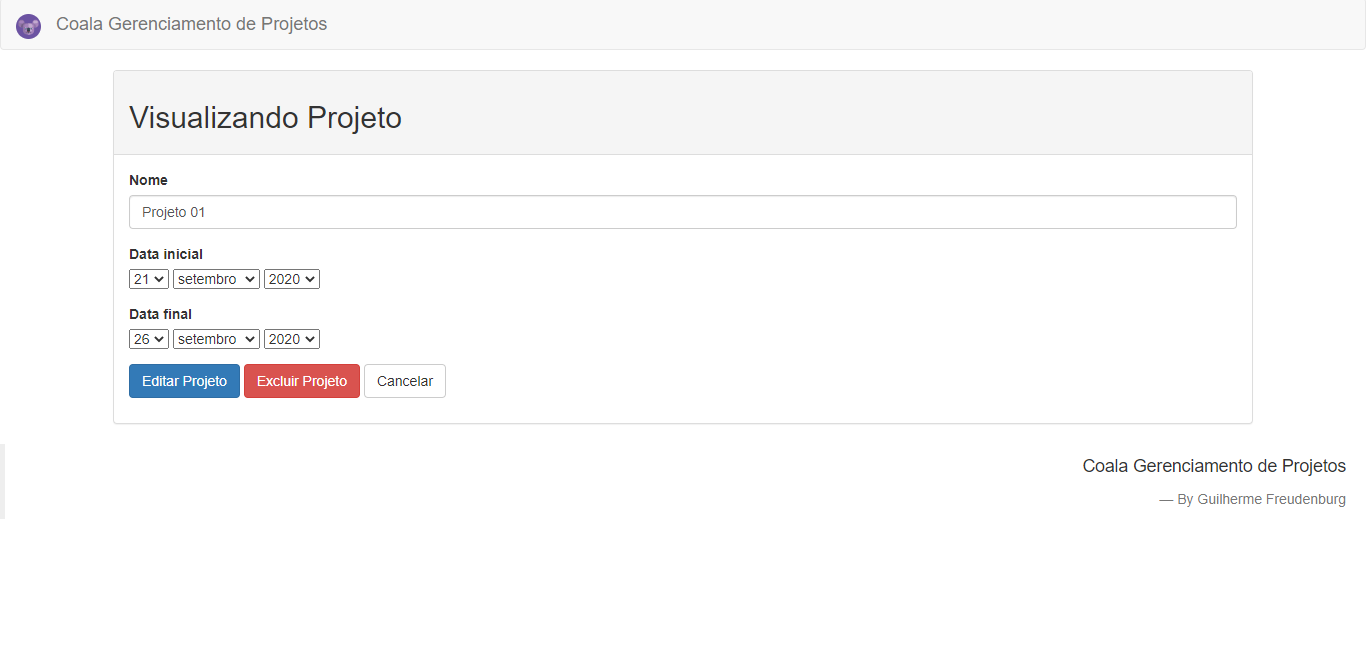 Coala Gerenciamento de Projetos
Visualizando Projeto
Nome
Projeto 01
Data inicial
21 setembro 2020
Data final
26 setembro 2020
Editar Projeto Excluir Projeto Cancelar
Coala Gerenciamento de Projetos
— By Guilherme Freudenburg